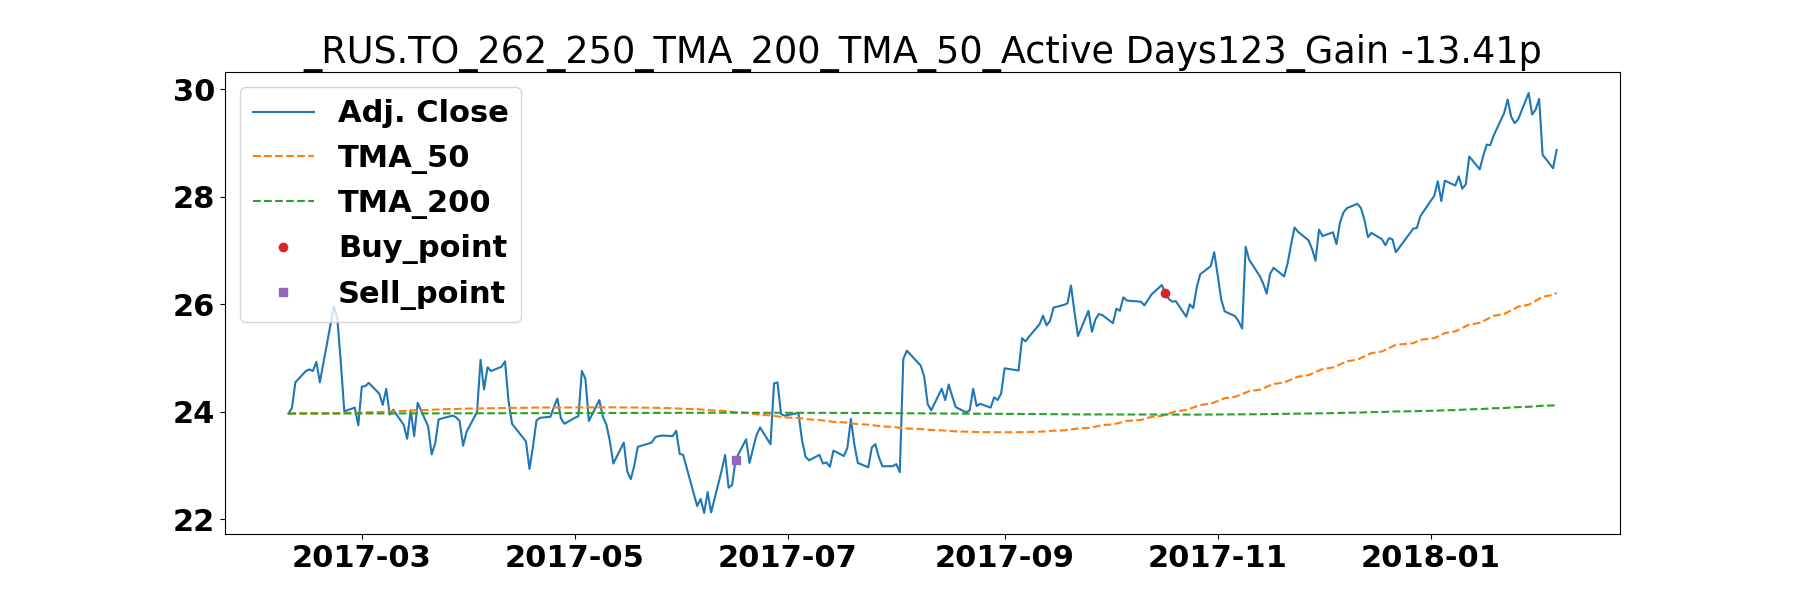 _RUS.TO_262_250_TMA_200_TMA_50_Active Days123_Gain -13.41p
30
28
26
24
22
Adj. Close
TMA_50
TMA_200
Buy_point
Sell_point
2017-03 2017-05 2017-07 2017-09 2017-11 2018-01